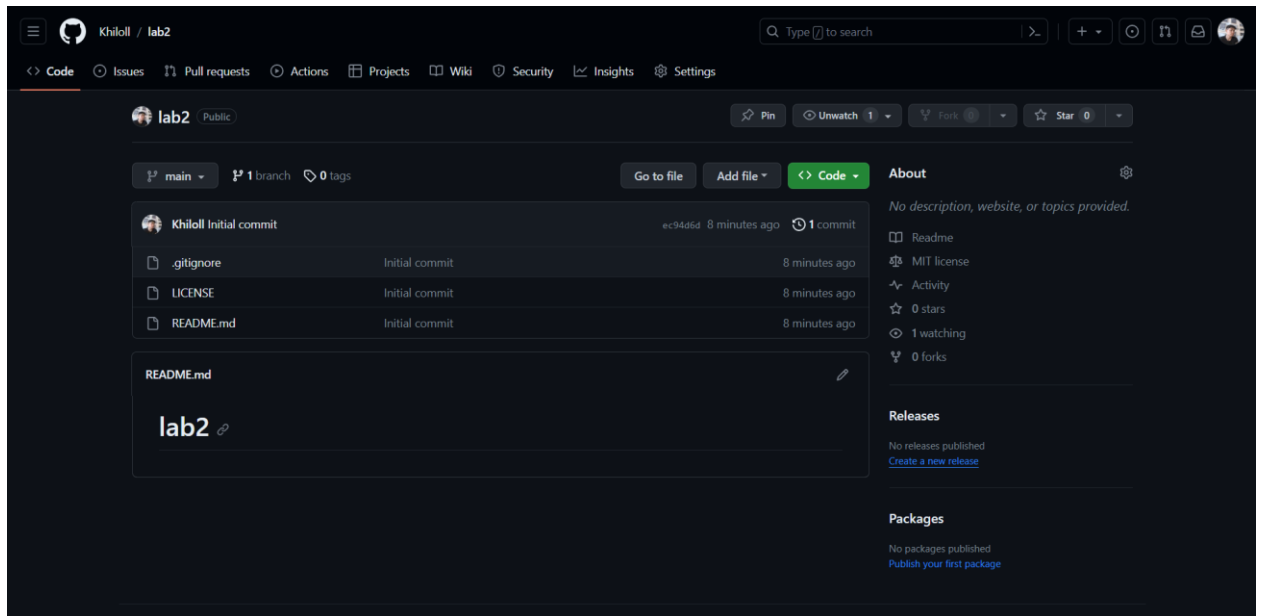 Khiloll / lab2
Type / to search
Code Issues Pull requests Actions Projects Wiki Security Insights Settings
lab2 Public
Pin Unwatch 1 Fork 0 Star 0
main 1 branch 0 tags
Go to file Add file Code
Khiloll Initial commit ec94d6d 8 minutes ago 1 commit
.gitignore Initial commit 8 minutes ago
LICENSE Initial commit 8 minutes ago
README.md Initial commit 8 minutes ago
README.md
lab2
About
No description, website, or topics provided.
Readme
MIT license
Activity
0 stars
1 watching
0 forks
Releases
No releases published
Create a new release
Packages
No packages published
Publish your first package